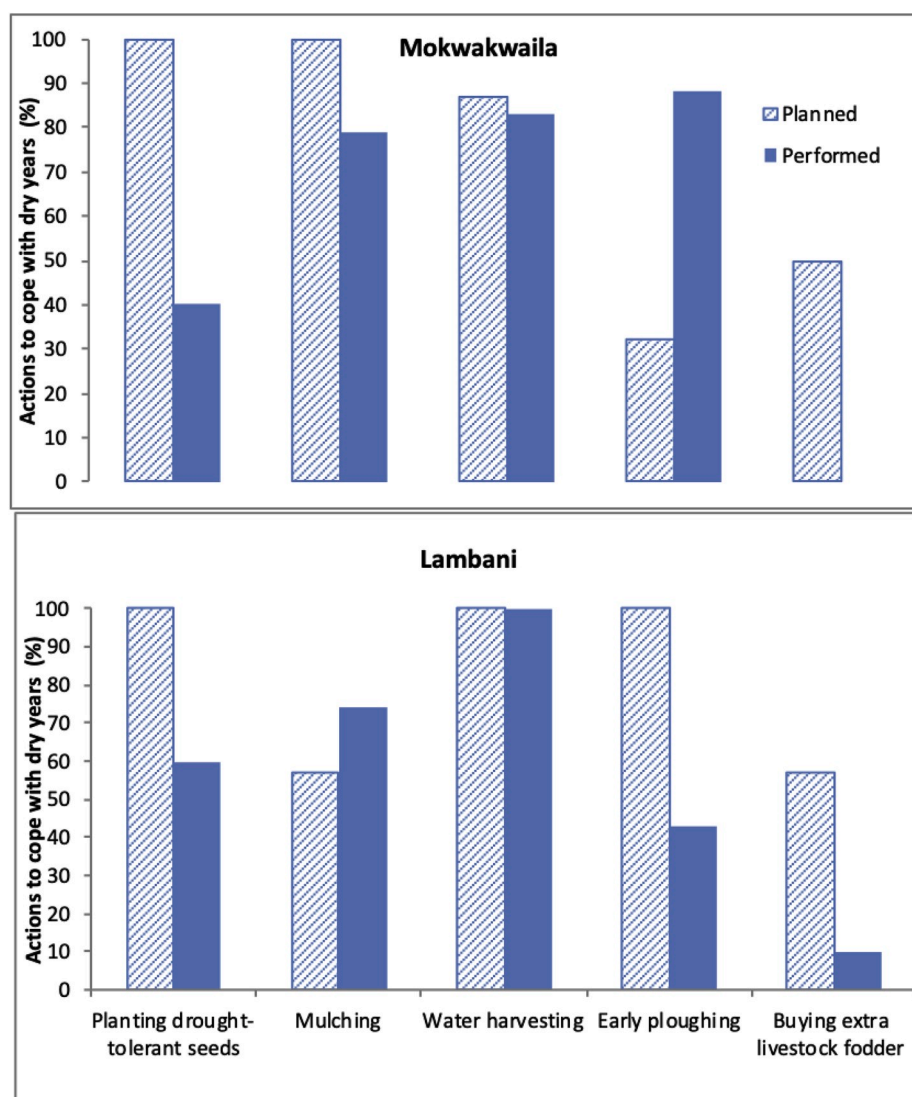 Mokwakwaila
Actions to cope with dry years (%)
100
90
80
70
60
50
40
30
20
10
0
Planned
Performed
Lambani
Actions to cope with dry years (%)
100
90
80
70
60
50
40
30
20
10
0
Planting drought-
tolerant seeds
Mulching
Water harvesting
Early ploughing
Buying extra
livestock fodder